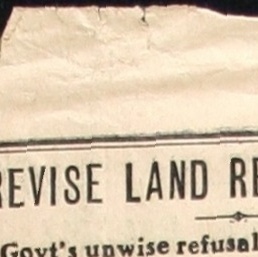 REVISE LAND RE
Govt's unwise refusal